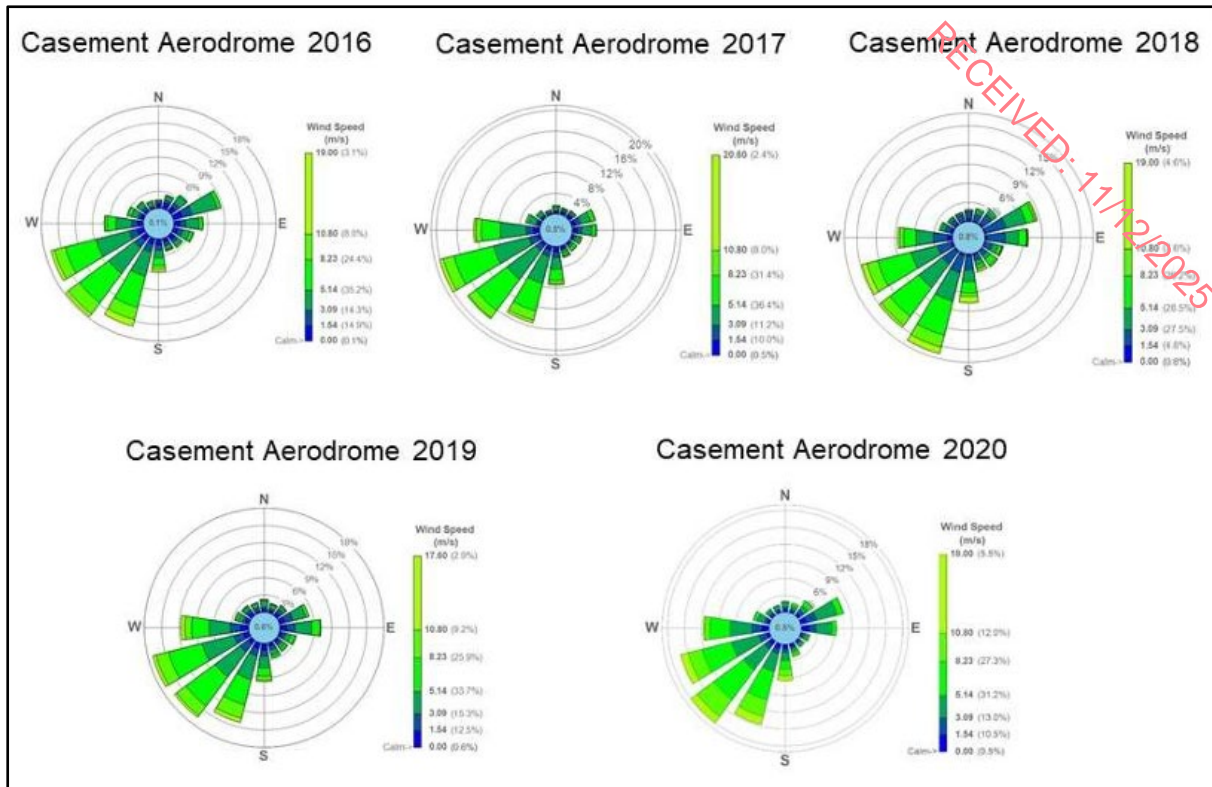 Casement Aerodrome 2016
N
18%
15%
12%
9%
6%
W
0.1%
E
S
Wind Speed
(m/s)
19.00 (3.1%)
10.80 (8.0%)
8.23 (24.4%)
5.14 (35.2%)
3.09 (14.3%)
1.54 (14.9%)
Calm-> 0.00 (0.1%)
Casement Aerodrome 2017
N
20%
16%
12%
8%
4%
W
0.5%
E
S
Wind Speed
(m/s)
20.60 (2.4%)
10.80 (8.0%)
8.23 (31.4%)
5.14 (36.4%)
3.09 (11.2%)
1.54 (10.0%)
Calm-> 0.00 (0.5%)
Casement Aerodrome 2018
RECEIVED: 11/12/2025
N
15%
12%
9%
6%
W
E
S
Wind Speed
(m/s)
19.00 (4.6%)
10.80
8.23
5.14 (26.5%)
3.09 (27.5%)
1.54 (4.8%)
Calm-> 0.00
Casement Aerodrome 2019
N
18%
15%
12%
9%
6%
W
0.6%
E
S
Wind Speed
(m/s)
17.50
10.80 (9.2%)
8.23 (25.9%)
5.14 (33.7%)
3.09 (15.3%)
1.54 (12.5%)
Calm-> 0.00 (0.6%)
Casement Aerodrome 2020
N
18%
15%
12%
9%
6%
W
0.5%
E
S
Wind Speed
(m/s)
10.80 (12.0%)
8.23 (27.3%)
5.14 (31.2%)
3.09 (13.0%)
1.54 (10.5%)
Calm-> 0.00 (0.5%)